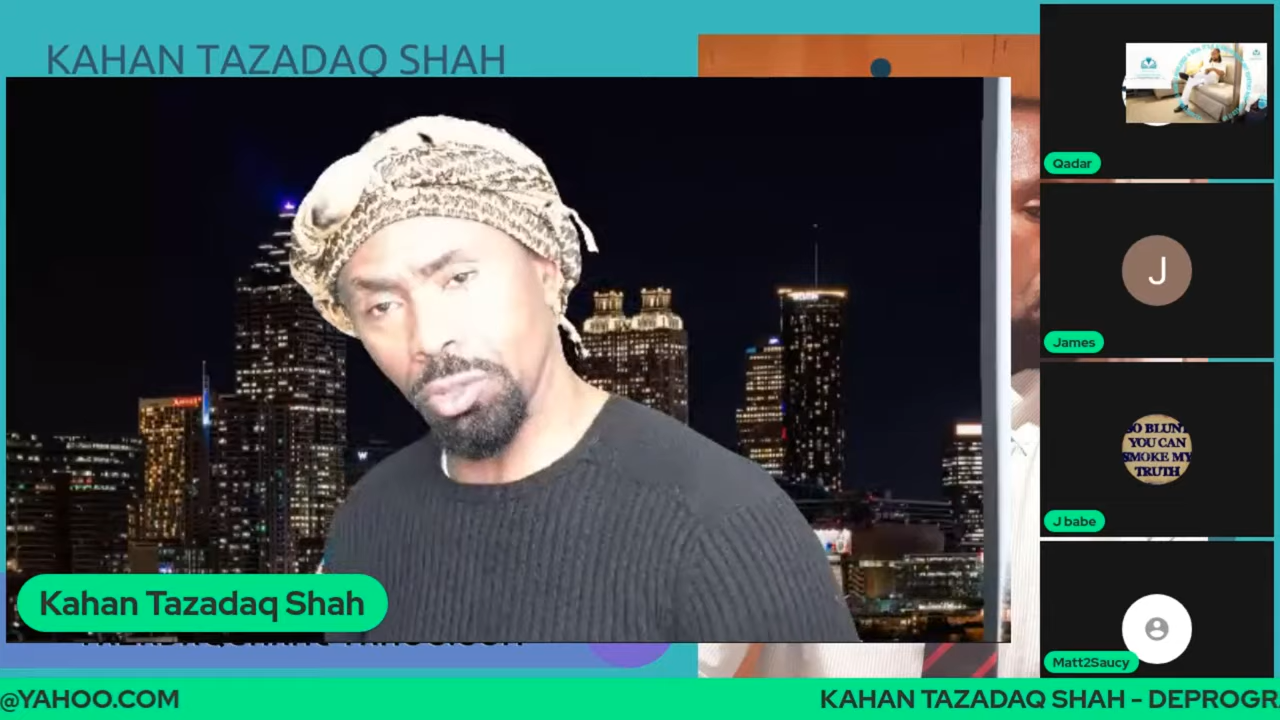 KAHAN TAZADAQ SHAH
Qadar
J
James
SO BLUNT
YOU CAN
SMOKE MY
TRUTH
J babe
Kahan Tazadaq Shah
Matt2Saucy
@YAHOO.COM
KAHAN TAZADAQ SHAH - DEPROGRA